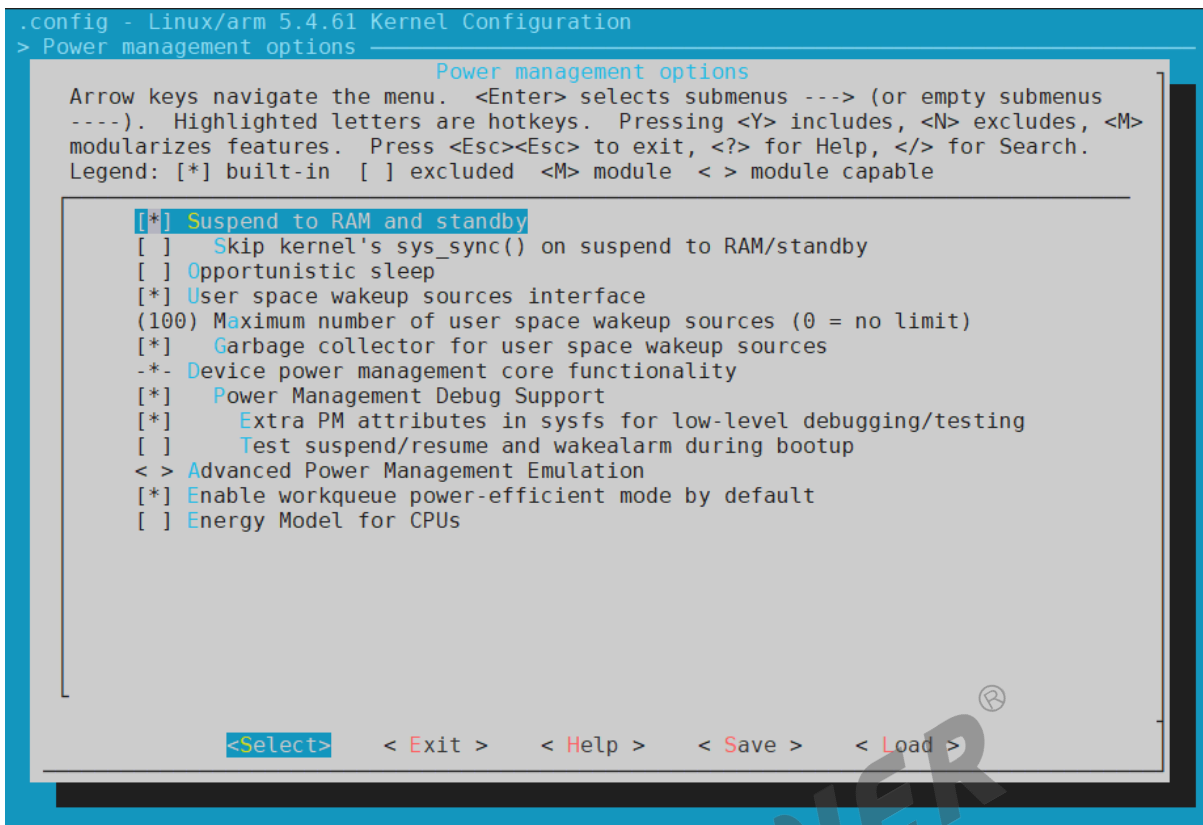 .config - Linux/arm 5.4.61 Kernel Configuration
> Power management options
Power management options
Arrow keys navigate the menu.  <Enter> selects submenus ---> (or empty submenus
----).  Highlighted letters are hotkeys.  Pressing <Y> includes, <N> excludes, <M>
modularizes features.  Press <Esc><Esc> to exit, <?> for Help, </> for Search.
Legend: [*] built-in  [ ] excluded  <M> module  < > module capable
[*] Suspend to RAM and standby
[ ]   Skip kernel's sys_sync() on suspend to RAM/standby
[ ] Opportunistic sleep
[*] User space wakeup sources interface
(100) Maximum number of user space wakeup sources (0 = no limit)
[*]   Garbage collector for user space wakeup sources
-*- Device power management core functionality
[*]   Power Management Debug Support
[*]     Extra PM attributes in sysfs for low-level debugging/testing
[ ]     Test suspend/resume and wakealarm during bootup
< > Advanced Power Management Emulation
[*] Enable workqueue power-efficient mode by default
[ ] Energy Model for CPUs
<Select>    < Exit >    < Help >    < Save >    < Load >
®